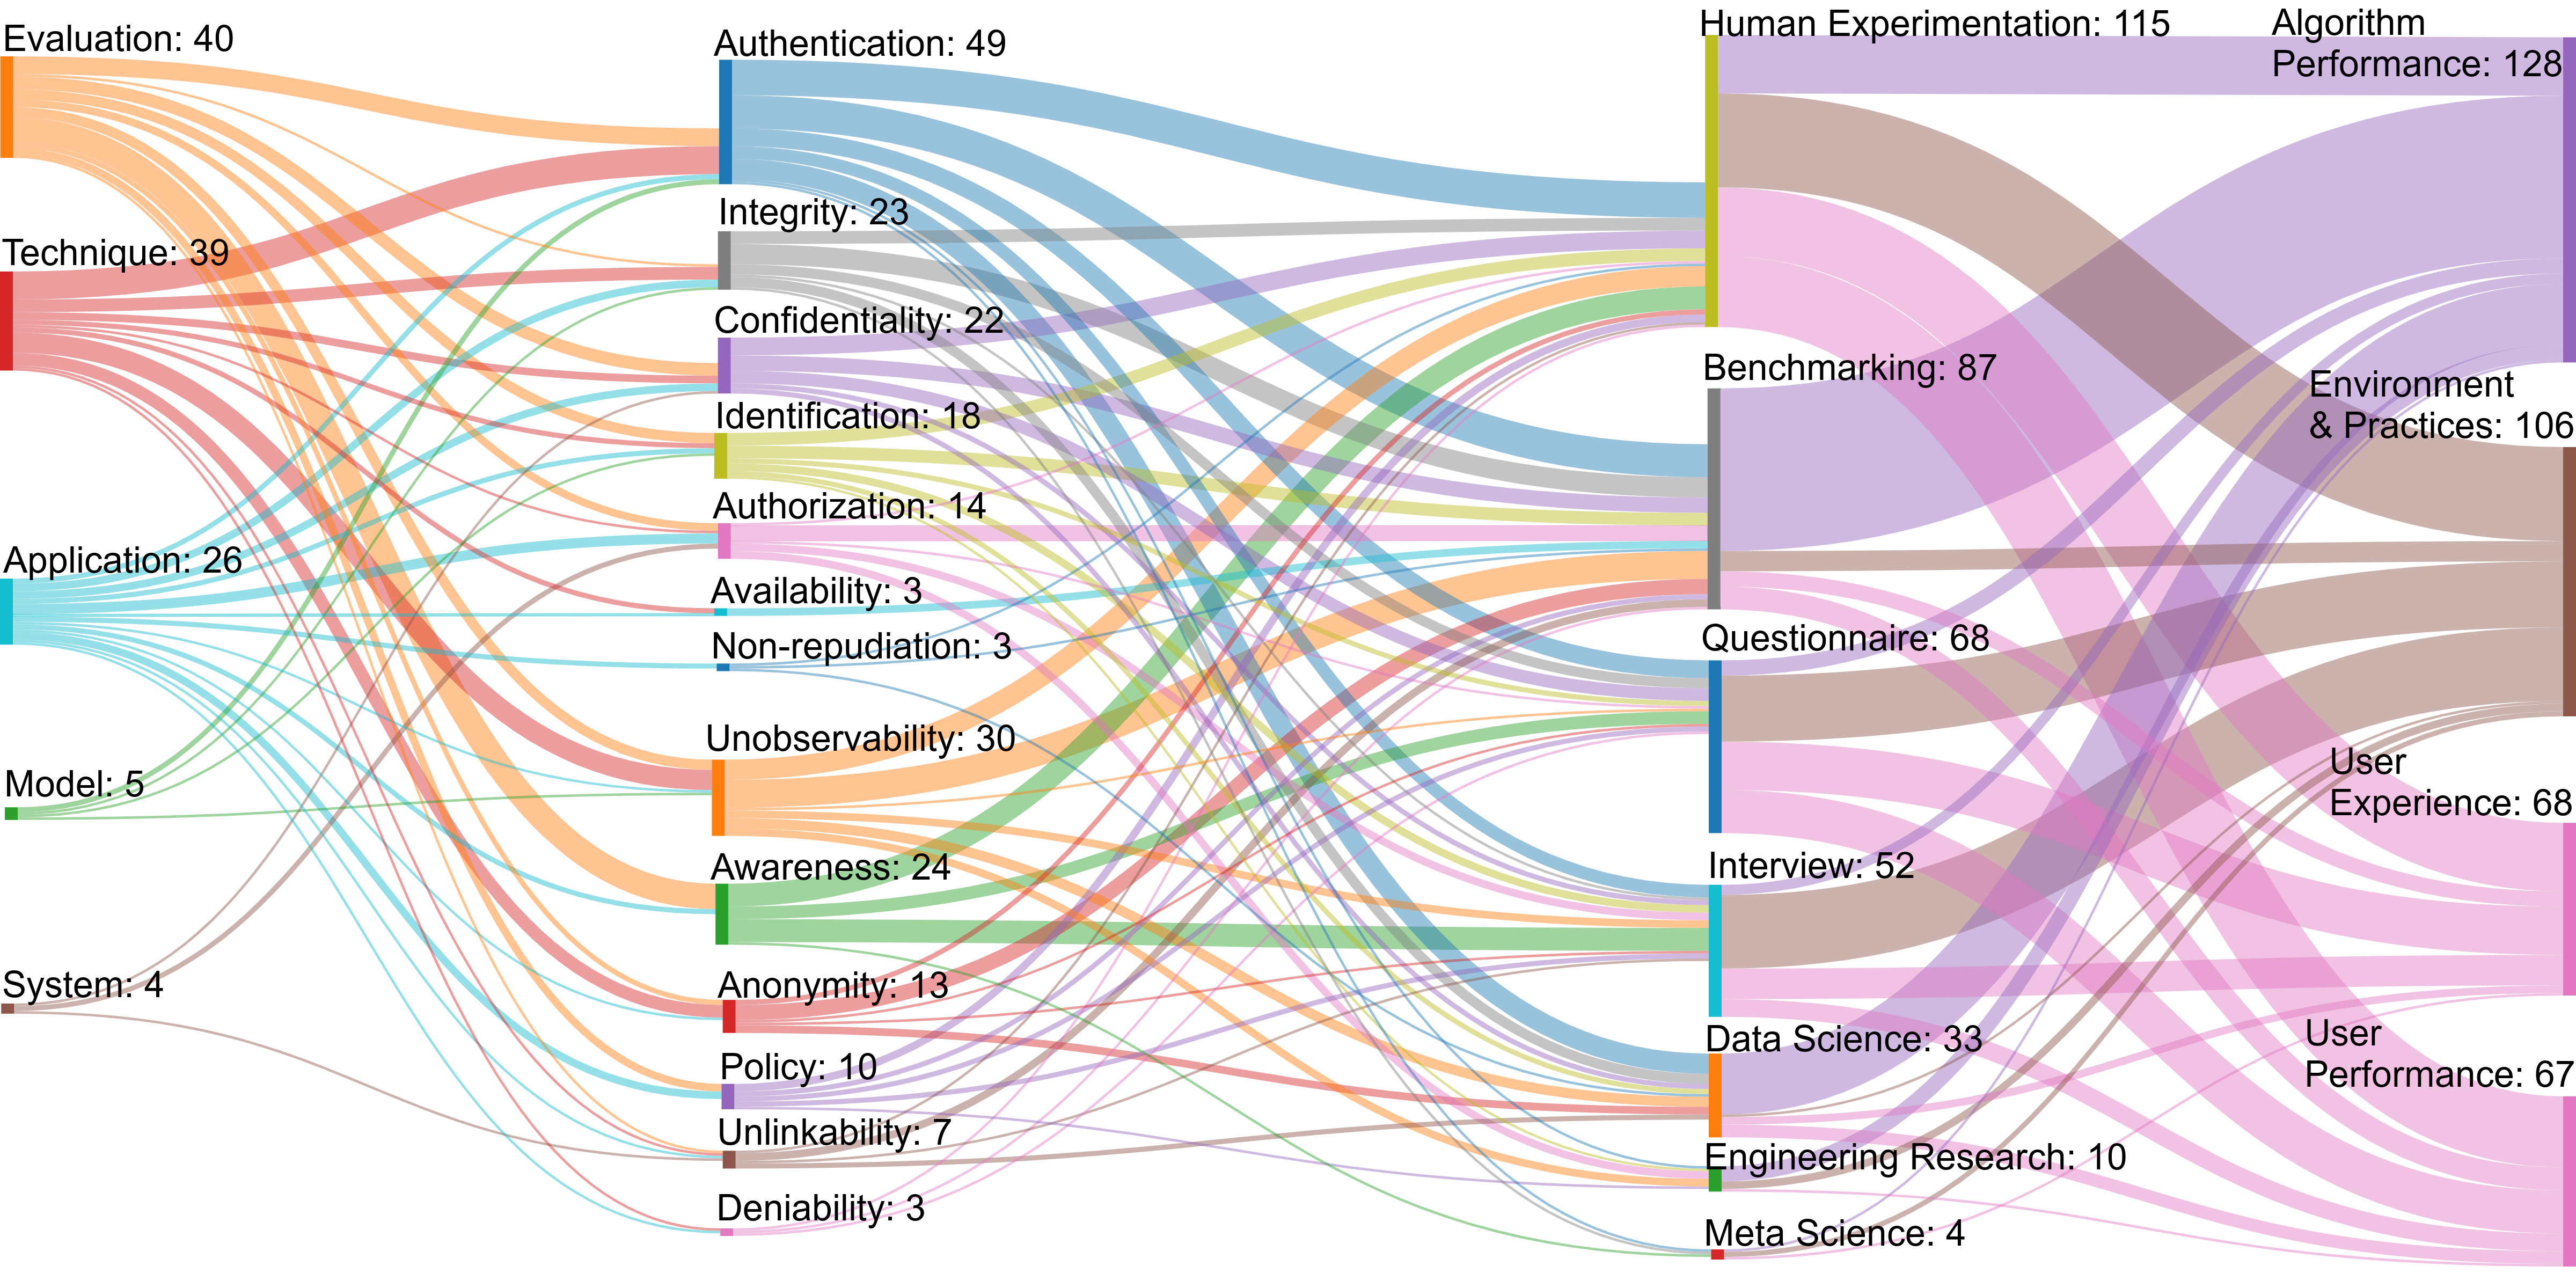 Evaluation: 40
Technique: 39
Application: 26
Model: 5
System: 4
Authentication: 49
Integrity: 23
Confidentiality: 22
Identification: 18
Authorization: 14
Availability: 3
Non-repudiation: 3
Unobservability: 30
Awareness: 24
Anonymity: 13
Policy: 10
Unlinkability: 7
Deniability: 3
Human Experimentation: 115
Benchmarking: 87
Questionnaire: 68
Interview: 52
Data Science: 33
Engineering Research: 10
Meta Science: 4
Algorithm
Performance: 128
Environment
& Practices: 106
User
Experience: 68
User
Performance: 67